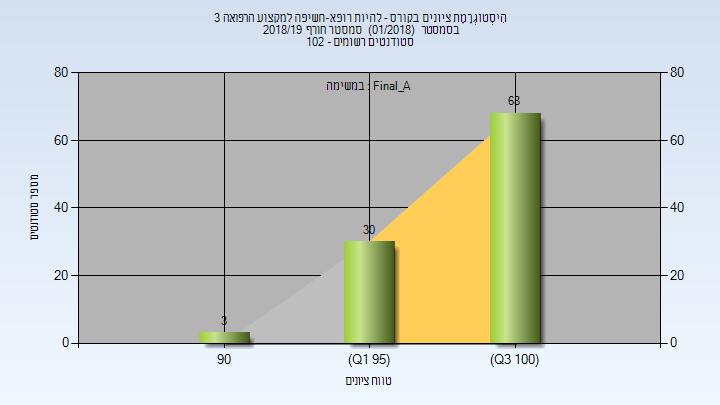 היסטוגרמת ציונים בקורס - להיות רופא-חשיפה למקצוע הרפואה 3
בסמסטר (01/2018) סמסטר חורף 2018/19
סטודנטים רשומים - 102
במשימה : Final_A
80
60
40
20
0
80
60
40
20
0
מספר סטודנטים
3
30
68
90
(Q1 95)
(Q3 100)
טווח ציונים